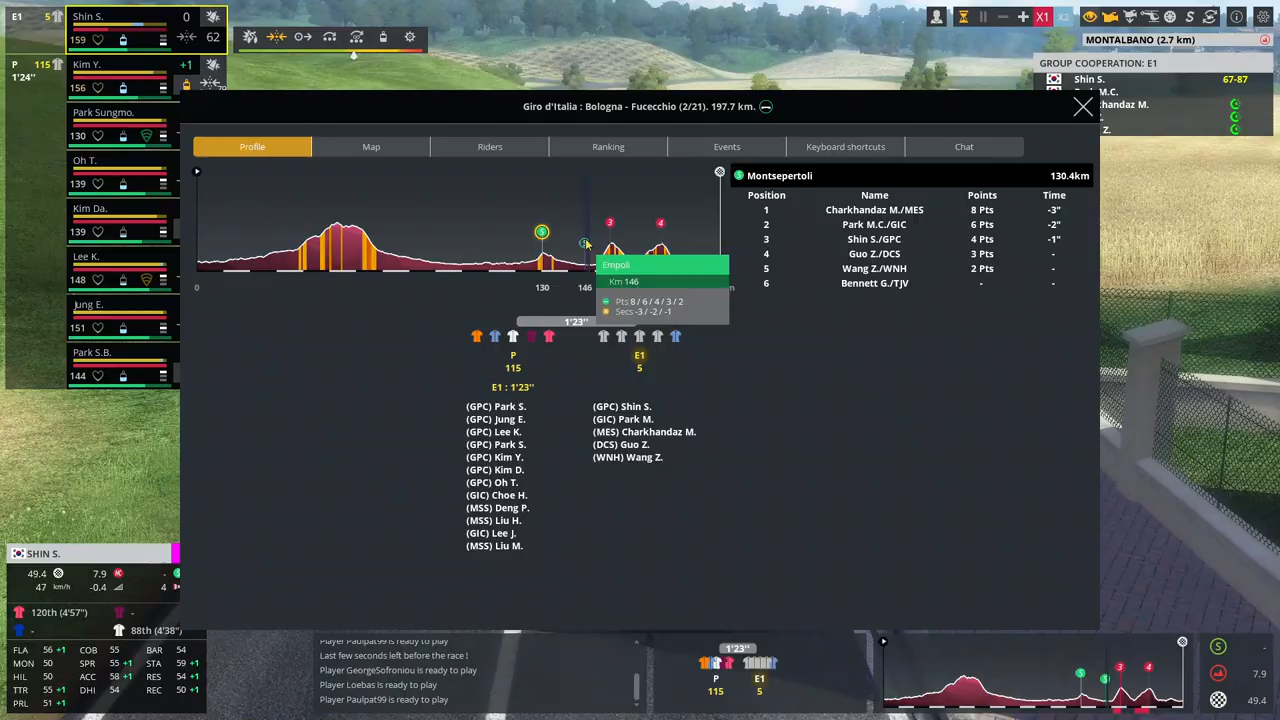 E1 5
Shin S. 0
159 62
P 115
1'24"
Kim Y. +1
156
Park Sungmo.
130
Oh T.
139
Kim Da.
139
Lee K.
148
Jung E.
151
Park S.B.
144
X1 X2
MONTALBANO (2.7 km)
GROUP COOPERATION: E1
Shin S. 67-87
Giro d'Italia : Bologna - Fucecchio (2/21). 197.7 km.
Profile Map Riders Ranking Events Keyboard shortcuts Chat
S Montsepertoli 130.4km
Position Name Points Time
1 Charkhandaz M./MES 8 Pts -3"
2 Park M.C./GIC 6 Pts -2"
3 Shin S./GPC 4 Pts -1"
4 Guo Z./DCS 3 Pts -
5 Wang Z./WNH 2 Pts -
6 Bennett G./TJV - -
S 3 4
0 130 146
Empoli
Km 146
Pts 8 / 6 / 4 / 3 / 2
Secs -3 / -2 / -1
1'23''
P E1
115 5
E1 : 1'23''
(GPC) Park S.
(GPC) Jung E.
(GPC) Lee K.
(GPC) Park S.
(GPC) Kim Y.
(GPC) Kim D.
(GPC) Oh T.
(GIC) Choe H.
(MSS) Deng P.
(MSS) Liu H.
(GIC) Lee J.
(MSS) Liu M.
(GPC) Shin S.
(GIC) Park M.
(MES) Charkhandaz M.
(DCS) Guo Z.
(WNH) Wang Z.
SHIN S.
49.4 7.9 HC - S
47 km/h -0.4 4
120th (4'57'') -
- 88th (4'38'')
FLA 56 +1 COB 55 BAR 54
MON 50 SPR 55 +1 STA 59 +1
HIL 50 ACC 58 +1 RES 54 +1
TTR 55 +1 DHI 54 REC 50 +1
PRL 51 +1
Player Paulpat99 is ready to play
Last few seconds left before the race !
Player GeorgeSofroniou is ready to play
Player Loebas is ready to play
Player Paulpat99 is ready to play
1'23''
P E1
115 5
S S 3 4
S -
7.9
49.4